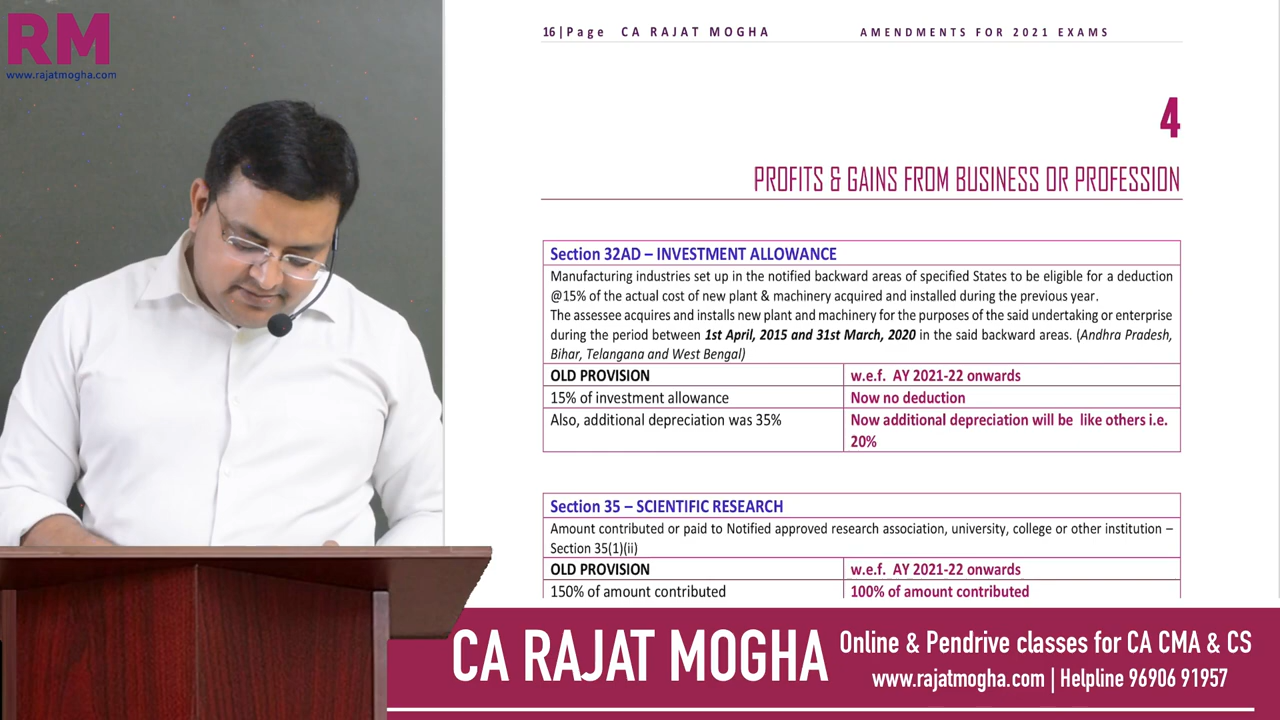 RM
www.rajatmogha.com
16|Page CA RAJAT MOGHA AMENDMENTS FOR 2021 EXAMS
4
PROFITS & GAINS FROM BUSINESS OR PROFESSION
Section 32AD – INVESTMENT ALLOWANCE
Manufacturing industries set up in the notified backward areas of specified States to be eligible for a deduction
@15% of the actual cost of new plant & machinery acquired and installed during the previous year.
The assessee acquires and installs new plant and machinery for the purposes of the said undertaking or enterprise
during the period between 1st April, 2015 and 31st March, 2020 in the said backward areas. (Andhra Pradesh,
Bihar, Telangana and West Bengal)
OLD PROVISION w.e.f. AY 2021-22 onwards
15% of investment allowance Now no deduction
Also, additional depreciation was 35% Now additional depreciation will be like others i.e.
20%
Section 35 – SCIENTIFIC RESEARCH
Amount contributed or paid to Notified approved research association, university, college or other institution –
Section 35(1)(ii)
OLD PROVISION w.e.f. AY 2021-22 onwards
150% of amount contributed 100% of amount contributed
CA RAJAT MOGHA
Online & Pendrive classes for CA CMA & CS
www.rajatmogha.com | Helpline 96906 91957